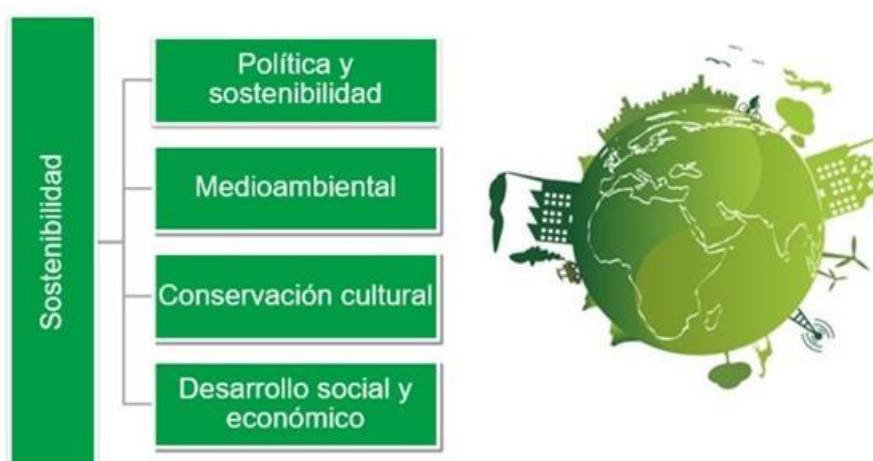 Sostenibilidad
Política y
sostenibilidad
Medioambiental
Conservación cultural
Desarrollo social y
económico